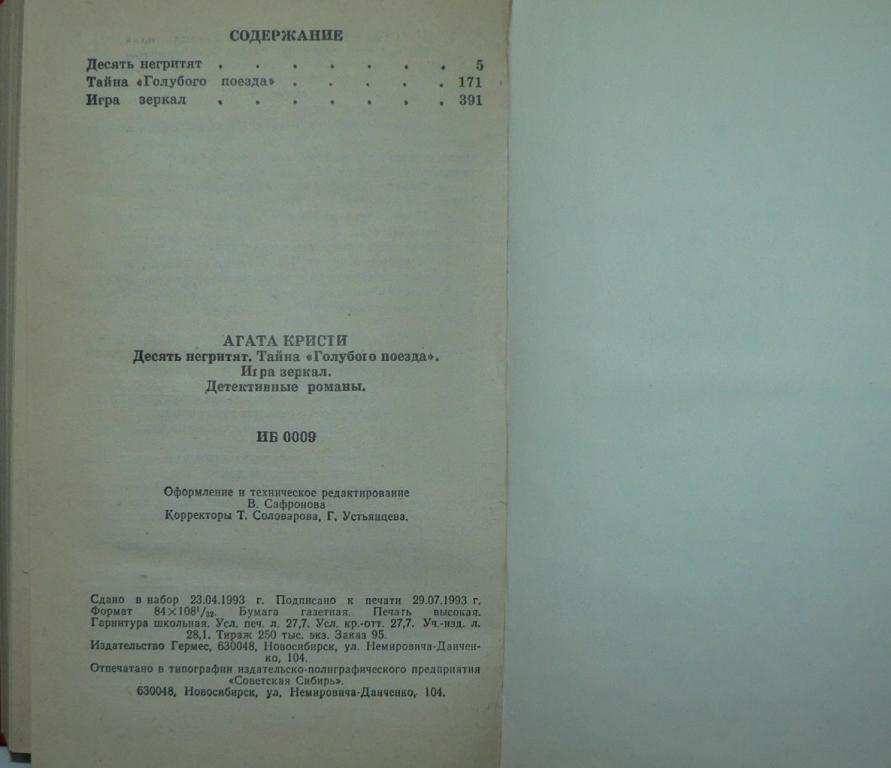 СОДЕРЖАНИЕ
Десять негритят . . . . . . . 5
Тайна «Голубого поезда» . . . . . 171
Игра зеркал . . . . . . . 391
АГАТА КРИСТИ
Десять негритят. Тайна «Голубого поезда».
Игра зеркал.
Детективные романы.
ИБ 0009
Оформление и техническое редактирование
В. Сафронова
Корректоры Т. Соловарова, Г. Устьянцева.
Сдано в набор 23.04.1993 г. Подписано к печати 29.07.1993 г.
Формат 84×108¹/₃₂. Бумага газетная. Печать высокая.
Гарнитура школьная. Усл. печ. л. 27,7. Усл. кр.-отт. 27,7. Уч.-изд. л.
28,1. Тираж 250 тыс. экз. Заказ 95.
Издательство Гермес, 630048, Новосибирск, ул. Немировича-Данчен-
ко, 104.
Отпечатано в типографии издательско-полиграфического предприятия
«Советская Сибирь».
630048, Новосибирск, ул, Немировича-Данченко, 104.